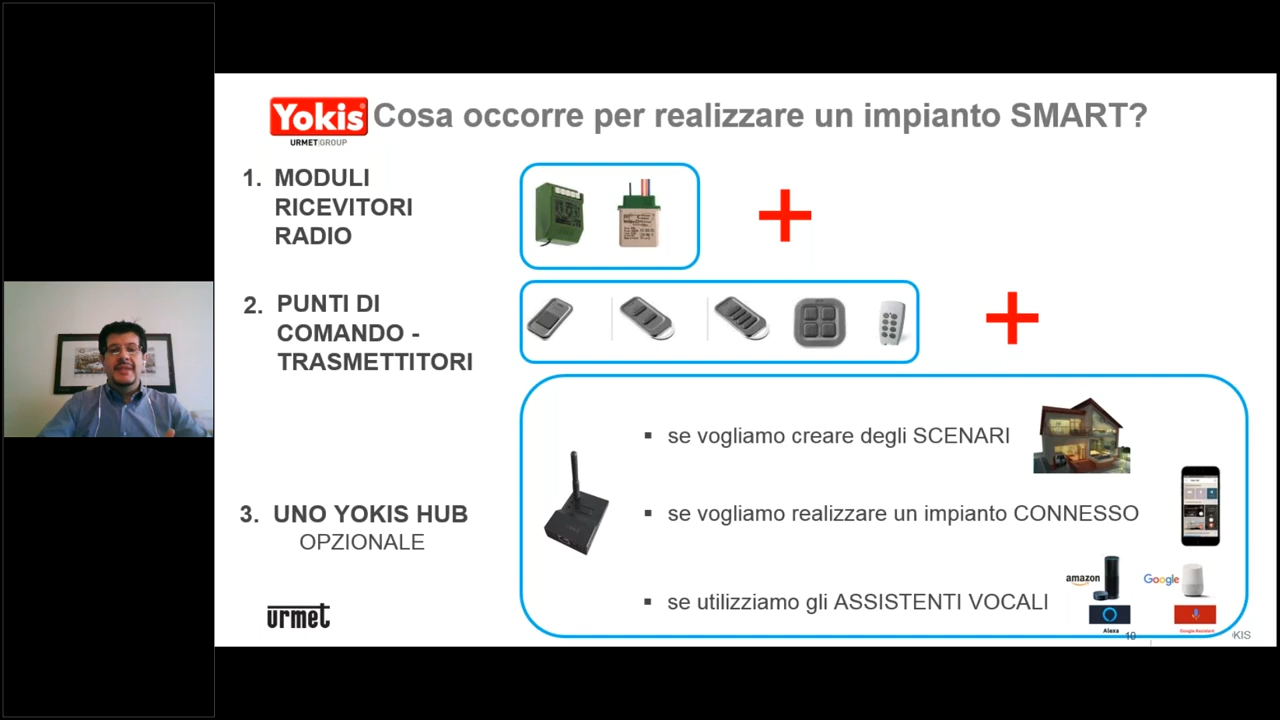 Yokis
URMET GROUP
Cosa occorre per realizzare un impianto SMART?
1. MODULI
RICEVITORI
RADIO
2. PUNTI DI
COMANDO -
TRASMETTITORI
▪ se vogliamo creare degli SCENARI
3. UNO YOKIS HUB
OPZIONALE
▪ se vogliamo realizzare un impianto CONNESSO
amazon
Google
▪ se utilizziamo gli ASSISTENTI VOCALI
Alexa
Google Assistant
urmet
10
KIS